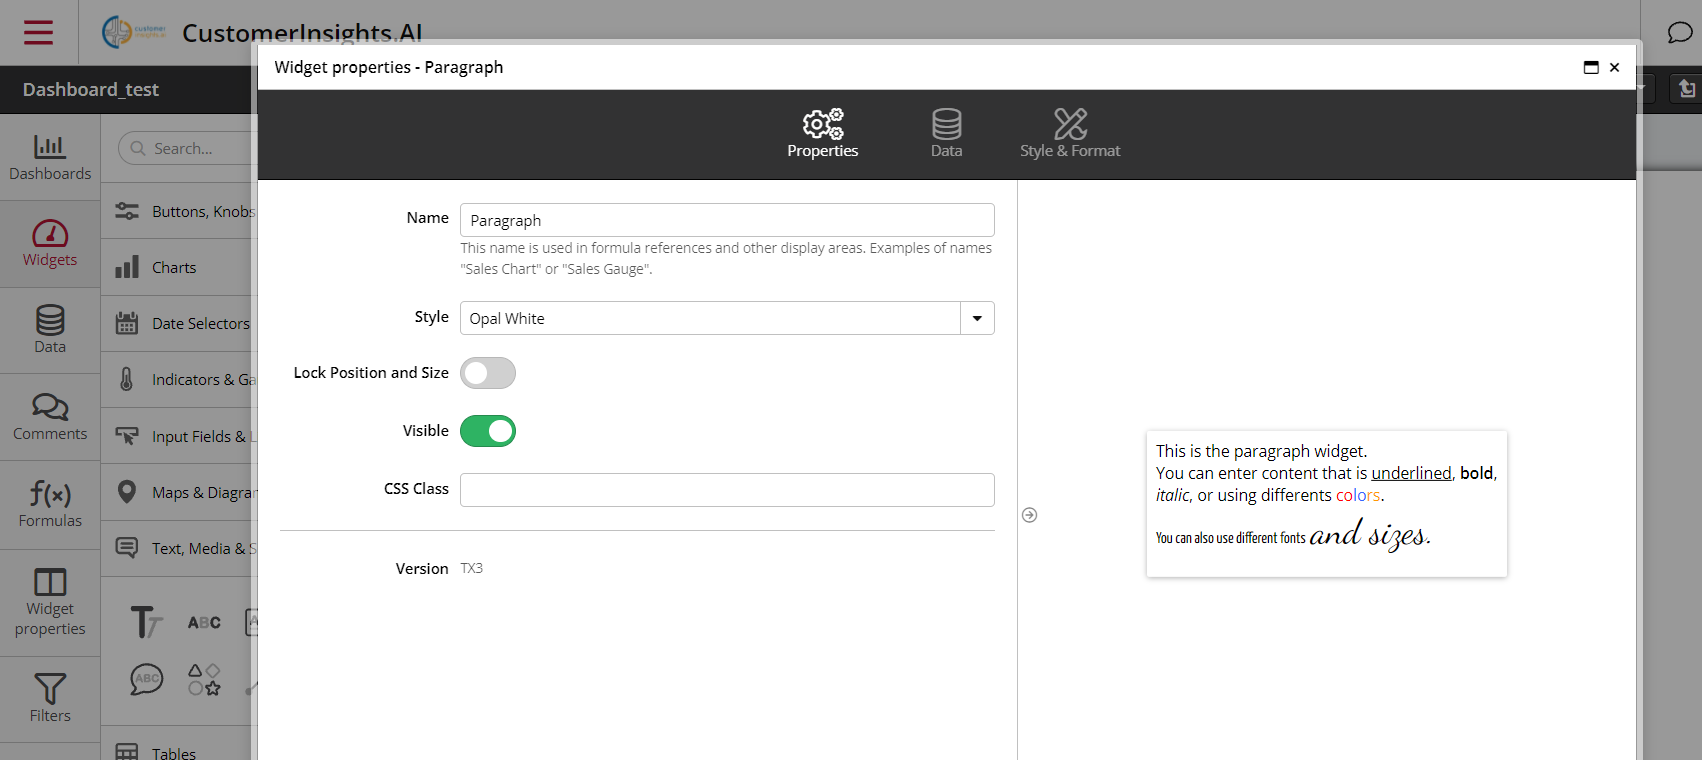 customer
insights.ai
CustomerInsights.AI
Dashboard_test
Dashboards
Widgets
Data
Comments
Formulas
Widget
properties
Filters
Search...
Buttons, Knobs
Charts
Date Selectors
Indicators & Ga
Input Fields & L
Maps & Diagran
Text, Media & S
ABC
ABC
Tables
Widget properties - Paragraph
Properties
Data
Style & Format
Name
Paragraph
This name is used in formula references and other display areas. Examples of names
"Sales Chart" or "Sales Gauge".
Style
Opal White
Lock Position and Size
Visible
CSS Class
Version
TX3
This is the paragraph widget.
You can enter content that is underlined, bold,
italic, or using differents colors.
You can also use different fonts and sizes.